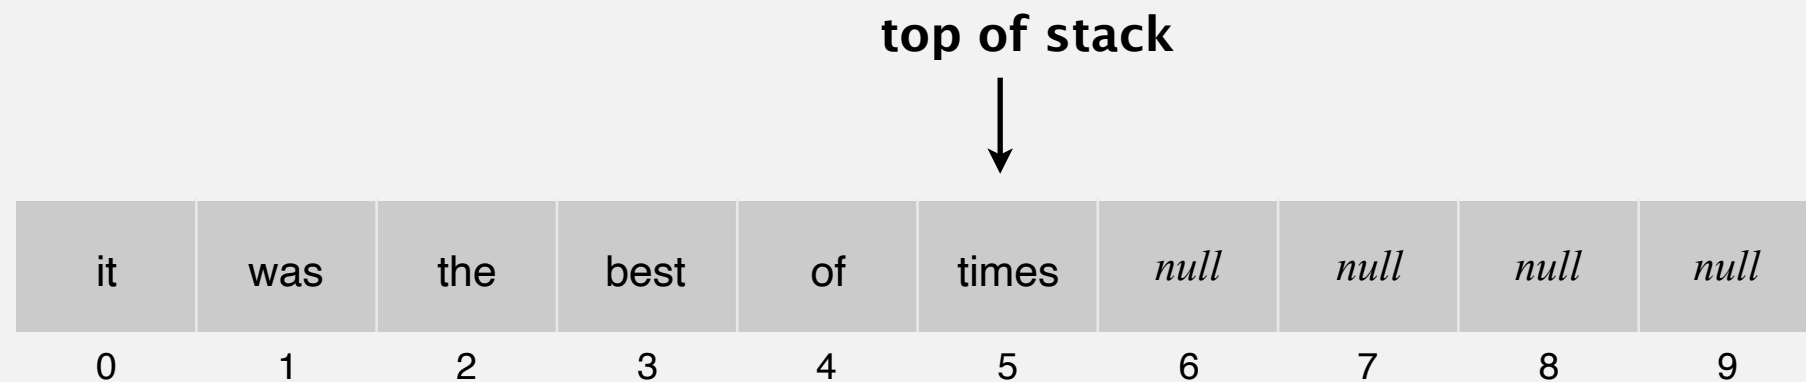 top of stack
it was the best of times null null null null
0 1 2 3 4 5 6 7 8 9